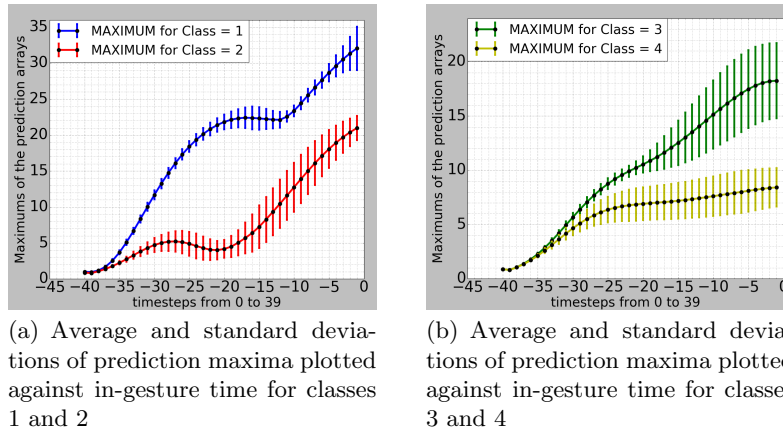 35
30
25
20
15
10
5
0
Maximums of the prediction arrays
MAXIMUM for Class = 1
MAXIMUM for Class = 2
−45 −40 −35 −30 −25 −20 −15 −10 −5 0
timesteps from 0 to 39
(a) Average and standard devia-
tions of prediction maxima plotted
against in-gesture time for classes
1 and 2
20
15
10
5
0
Maximums of the prediction arrays
MAXIMUM for Class = 3
MAXIMUM for Class = 4
−45 −40 −35 −30 −25 −20 −15 −10 −5 0
timesteps from 0 to 39
(b) Average and standard devia
tions of prediction maxima plotte
against in-gesture time for classe
3 and 4